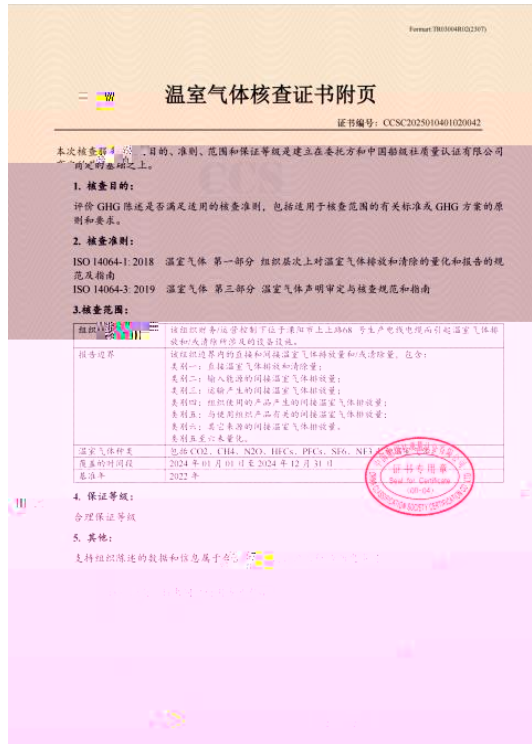 Format:TR03004R02(2307)
温室气体核查证书附页
证书编号：CCSC2025010401020042
本次核查 目的、准则、范围和保证等级是建立在委托方和中国船级社质量认证有限公司
商定的基础之上。
1. 核查目的：
评价 GHG 陈述是否满足适用的核查准则，包括适用于核查范围的有关标准或 GHG 方案的原
则和要求。
2. 核查准则：
ISO 14064-1: 2018 温室气体 第一部分 组织层次上对温室气体排放和清除的量化和报告的规
范及指南
ISO 14064-3: 2019 温室气体 第三部分 温室气体声明审定与核查规范和指南
3.核查范围：
组织 该组织财务/运营控制下位于溧阳市上上路68 号生产电线电缆所引起温室气体排
放和/或清除所涉及的设备设施。
报告边界 该组织边界内的直接和间接温室气体排放量和/或清除量，包含：
类别一：直接温室气体排放和清除量；
类别二：输入能源的间接温室气体排放量；
类别三：运输产生的间接温室气体排放量；
类别四：组织使用的产品产生的间接温室气体排放量；
类别五：与使用组织产品有关的间接温室气体排放量。
类别六：其它来源的间接温室气体排放量。
类别五至六未量化。
温室气体种类 包括 CO2、CH4、N2O、HFCs、PFCs、SF6、NF3
覆盖的时间段 2024 年 01 月 01 日至 2024 年 12 月 31 日
基准年 2022 年
证书专用章
Seal for Certificate
4. 保证等级：
合理保证等级
5. 其他：
支持组织陈述的数据和信息属于